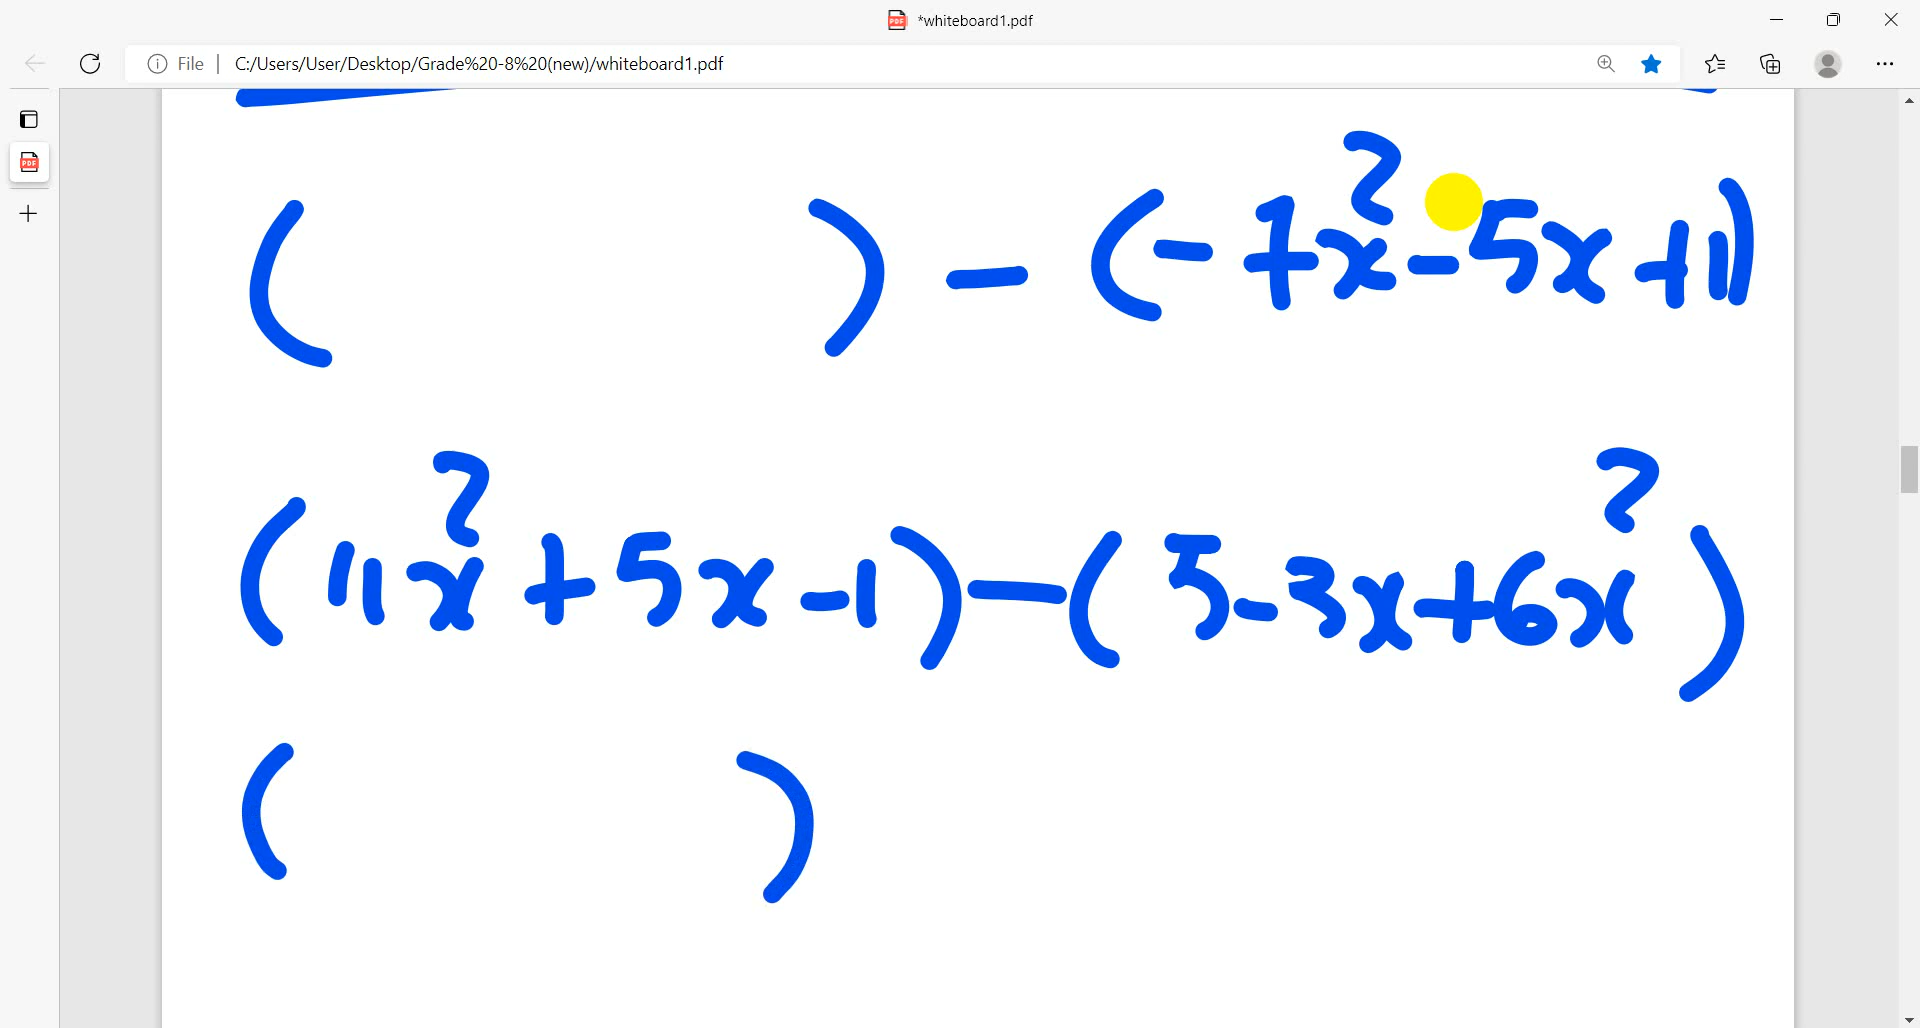 *whiteboard1.pdf
File | C:/Users/User/Desktop/Grade%20-8%20(new)/whiteboard1.pdf
( ) - (-7x²-5x+1)
(11x²+5x-1)-(5-3x+6x²)
( )